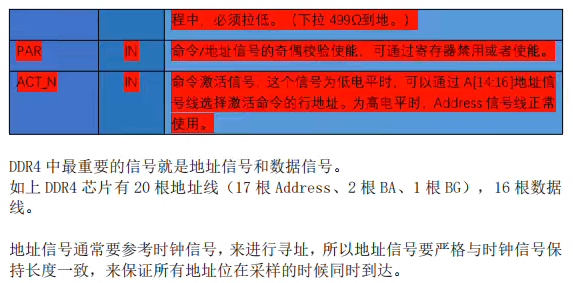 程中，必须拉低。（下拉 499Ω到地。）
PAR IN 命令/地址信号的奇偶校验使能，可通过寄存器禁用或者使能。
ACT_N IN 命令激活信号，这个信号为低电平时，可以通过 A[14:16]地址信
号线选择激活命令的行地址。为高电平时，Address 信号线正常
使用。
DDR4 中最重要的信号就是地址信号和数据信号。
如上 DDR4 芯片有 20 根地址线（17 根 Address、2 根 BA、1 根 BG），16 根数据
线。
地址信号通常要参考时钟信号，来进行寻址，所以地址信号要严格与时钟信号保
持长度一致，来保证所有地址位在采样的时候同时到达。